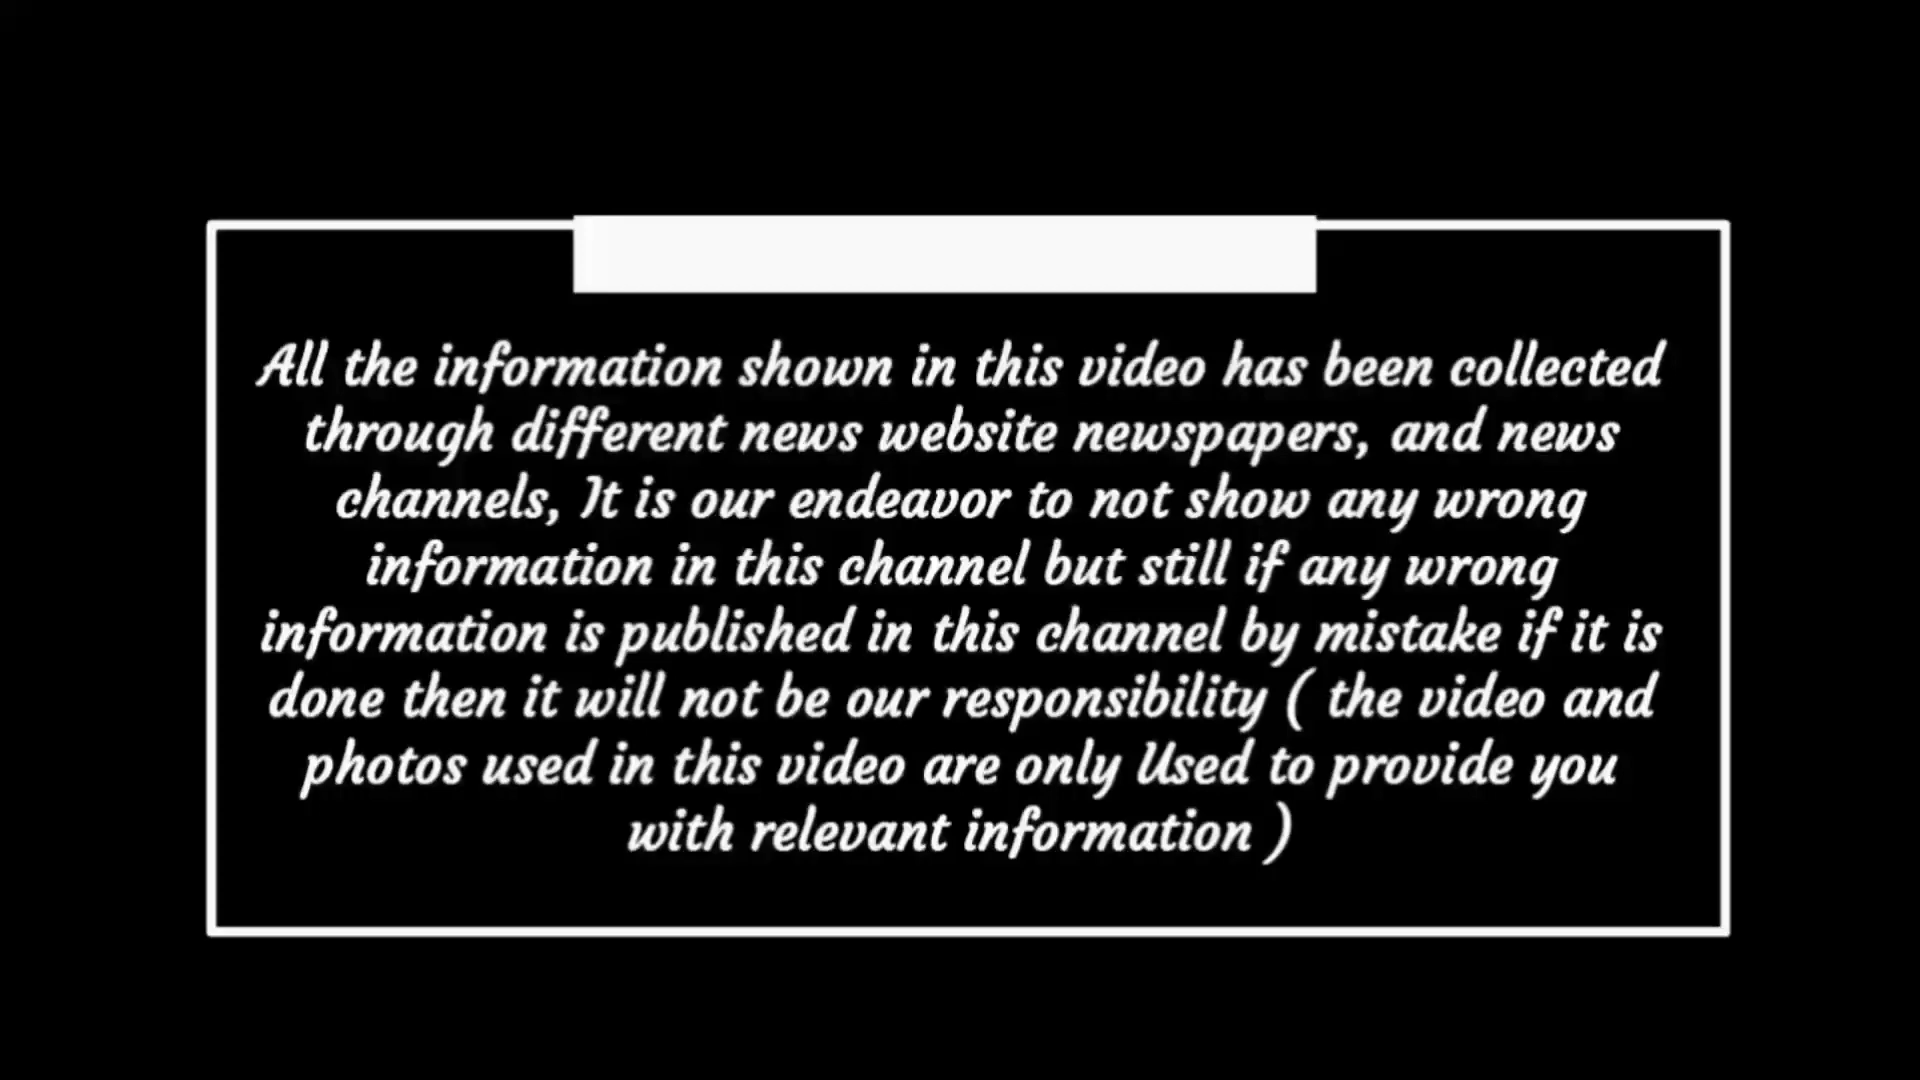 All the information shown in this video has been collected
through different news website newspapers, and news
channels, It is our endeavor to not show any wrong
information in this channel but still if any wrong
information is published in this channel by mistake if it is
done then it will not be our responsibility ( the video and
photos used in this video are only Used to provide you
with relevant information )